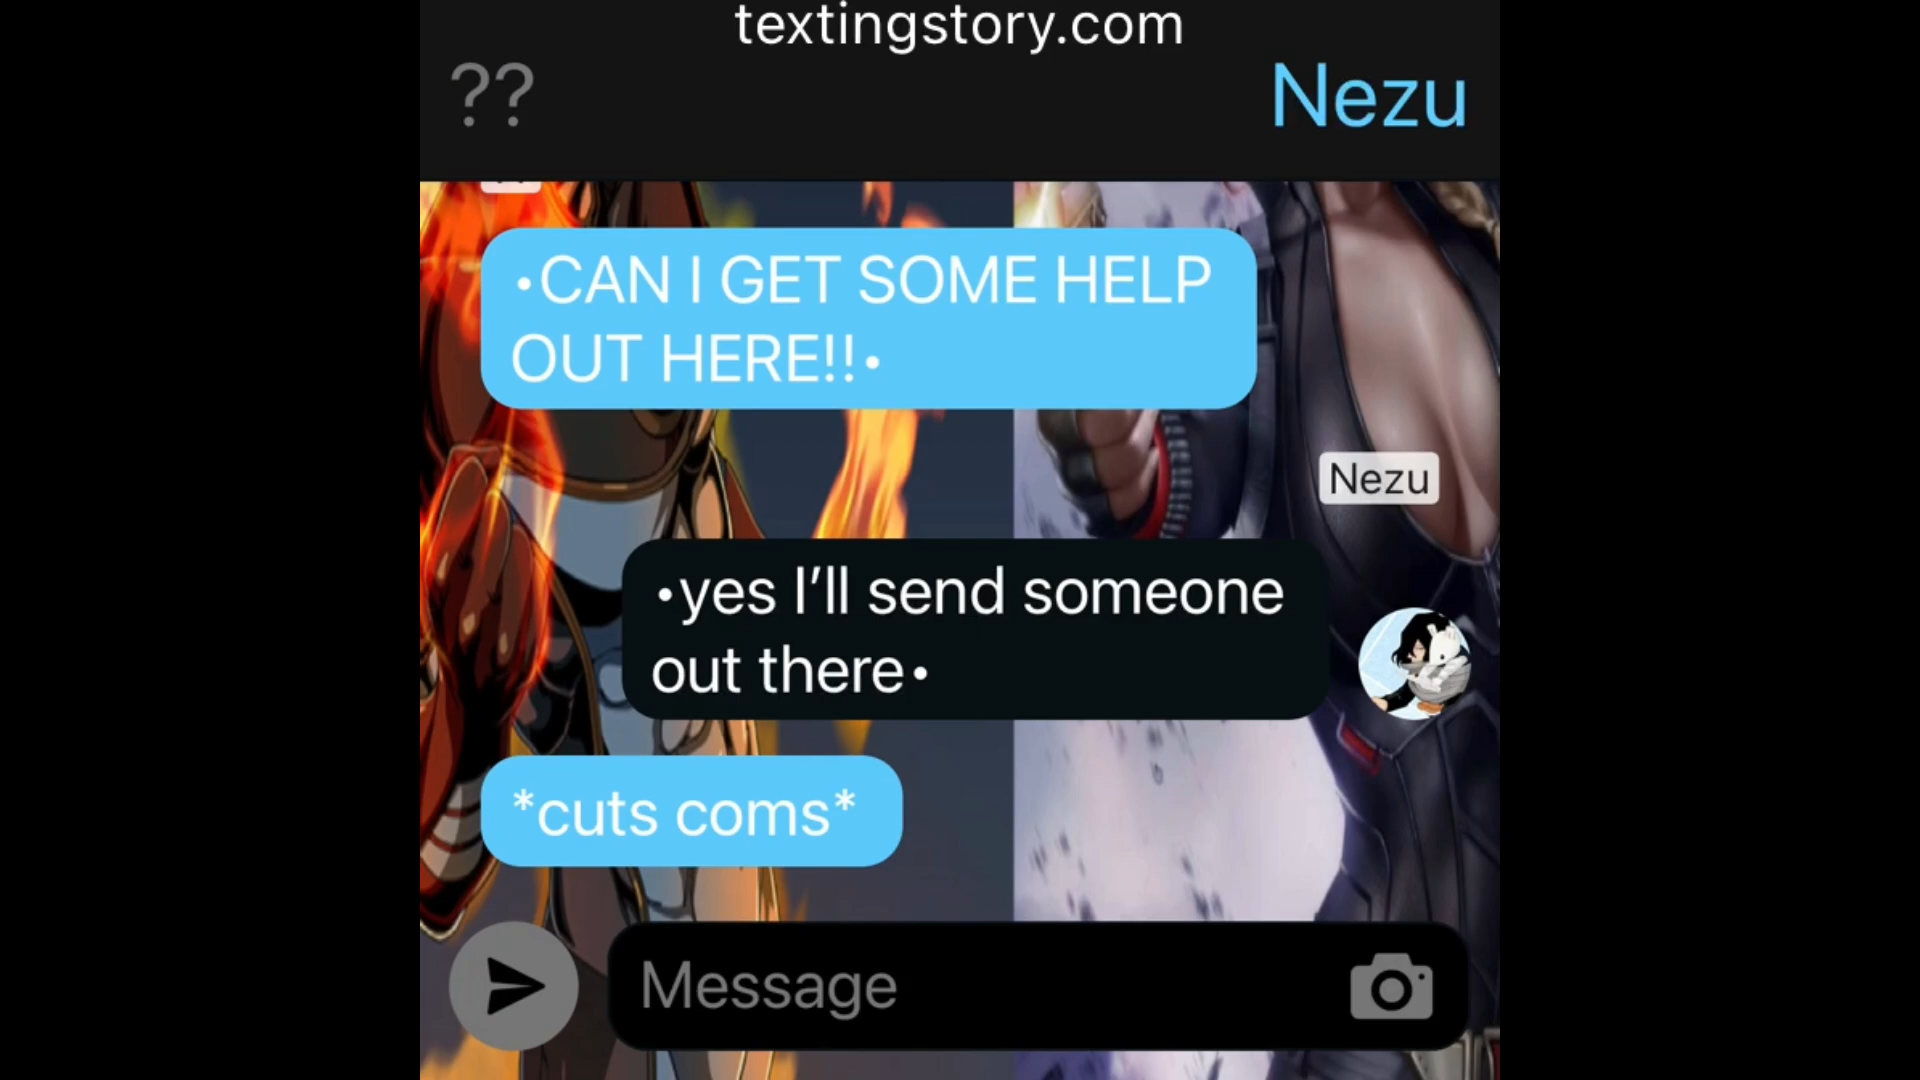 textingstory.com
??
Nezu
•CAN I GET SOME HELP
OUT HERE!!•
Nezu
•yes I’ll send someone
out there•
*cuts coms*
Message